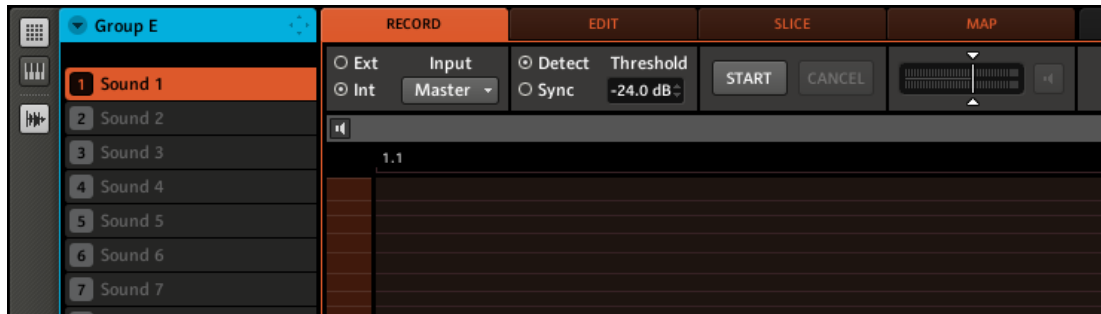 Group E
1 Sound 1
2 Sound 2
3 Sound 3
4 Sound 4
5 Sound 5
6 Sound 6
7 Sound 7
RECORD EDIT SLICE MAP
Ext Input Detect Threshold START CANCEL
Int Master Sync -24.0 dB
1.1